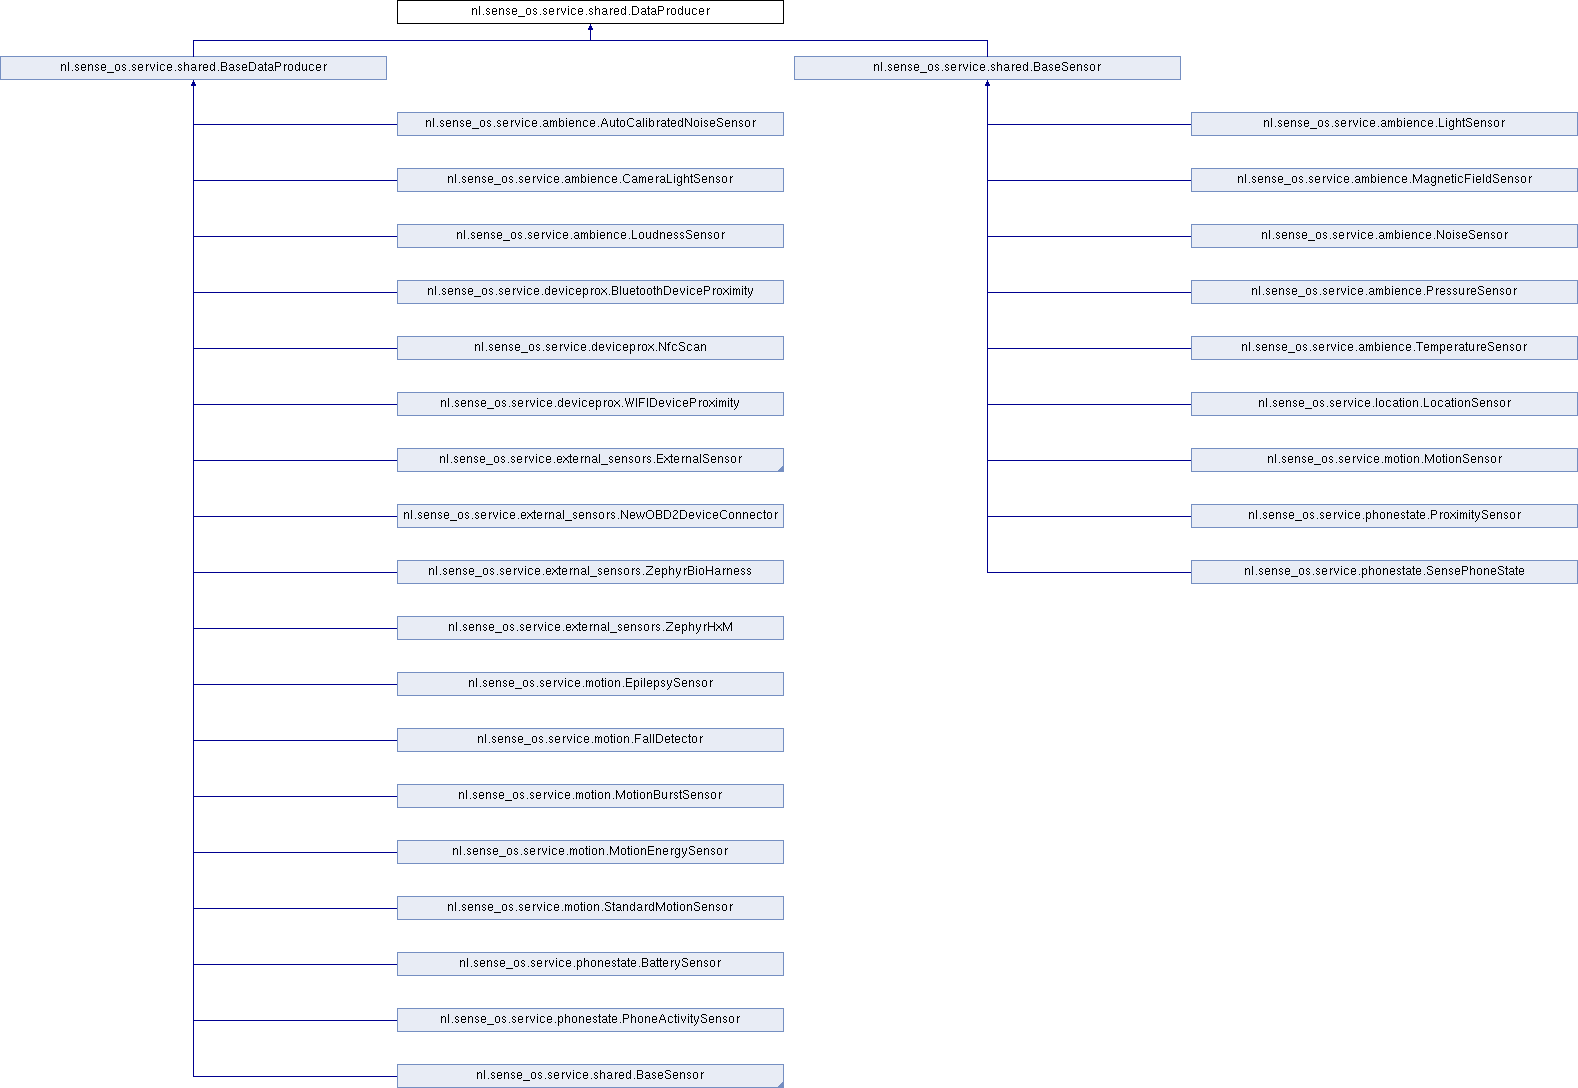 nl.sense_os.service.shared.DataProducer
nl.sense_os.service.shared.BaseDataProducer
nl.sense_os.service.shared.BaseSensor
nl.sense_os.service.ambience.AutoCalibratedNoiseSensor
nl.sense_os.service.ambience.LightSensor
nl.sense_os.service.ambience.CameraLightSensor
nl.sense_os.service.ambience.MagneticFieldSensor
nl.sense_os.service.ambience.LoudnessSensor
nl.sense_os.service.ambience.NoiseSensor
nl.sense_os.service.deviceprox.BluetoothDeviceProximity
nl.sense_os.service.ambience.PressureSensor
nl.sense_os.service.deviceprox.NfcScan
nl.sense_os.service.ambience.TemperatureSensor
nl.sense_os.service.deviceprox.WIFIDeviceProximity
nl.sense_os.service.location.LocationSensor
nl.sense_os.service.external_sensors.ExternalSensor
nl.sense_os.service.motion.MotionSensor
nl.sense_os.service.external_sensors.NewOBD2DeviceConnector
nl.sense_os.service.phonestate.ProximitySensor
nl.sense_os.service.external_sensors.ZephyrBioHarness
nl.sense_os.service.phonestate.SensePhoneState
nl.sense_os.service.external_sensors.ZephyrHxM
nl.sense_os.service.motion.EpilepsySensor
nl.sense_os.service.motion.FallDetector
nl.sense_os.service.motion.MotionBurstSensor
nl.sense_os.service.motion.MotionEnergySensor
nl.sense_os.service.motion.StandardMotionSensor
nl.sense_os.service.phonestate.BatterySensor
nl.sense_os.service.phonestate.PhoneActivitySensor
nl.sense_os.service.shared.BaseSensor